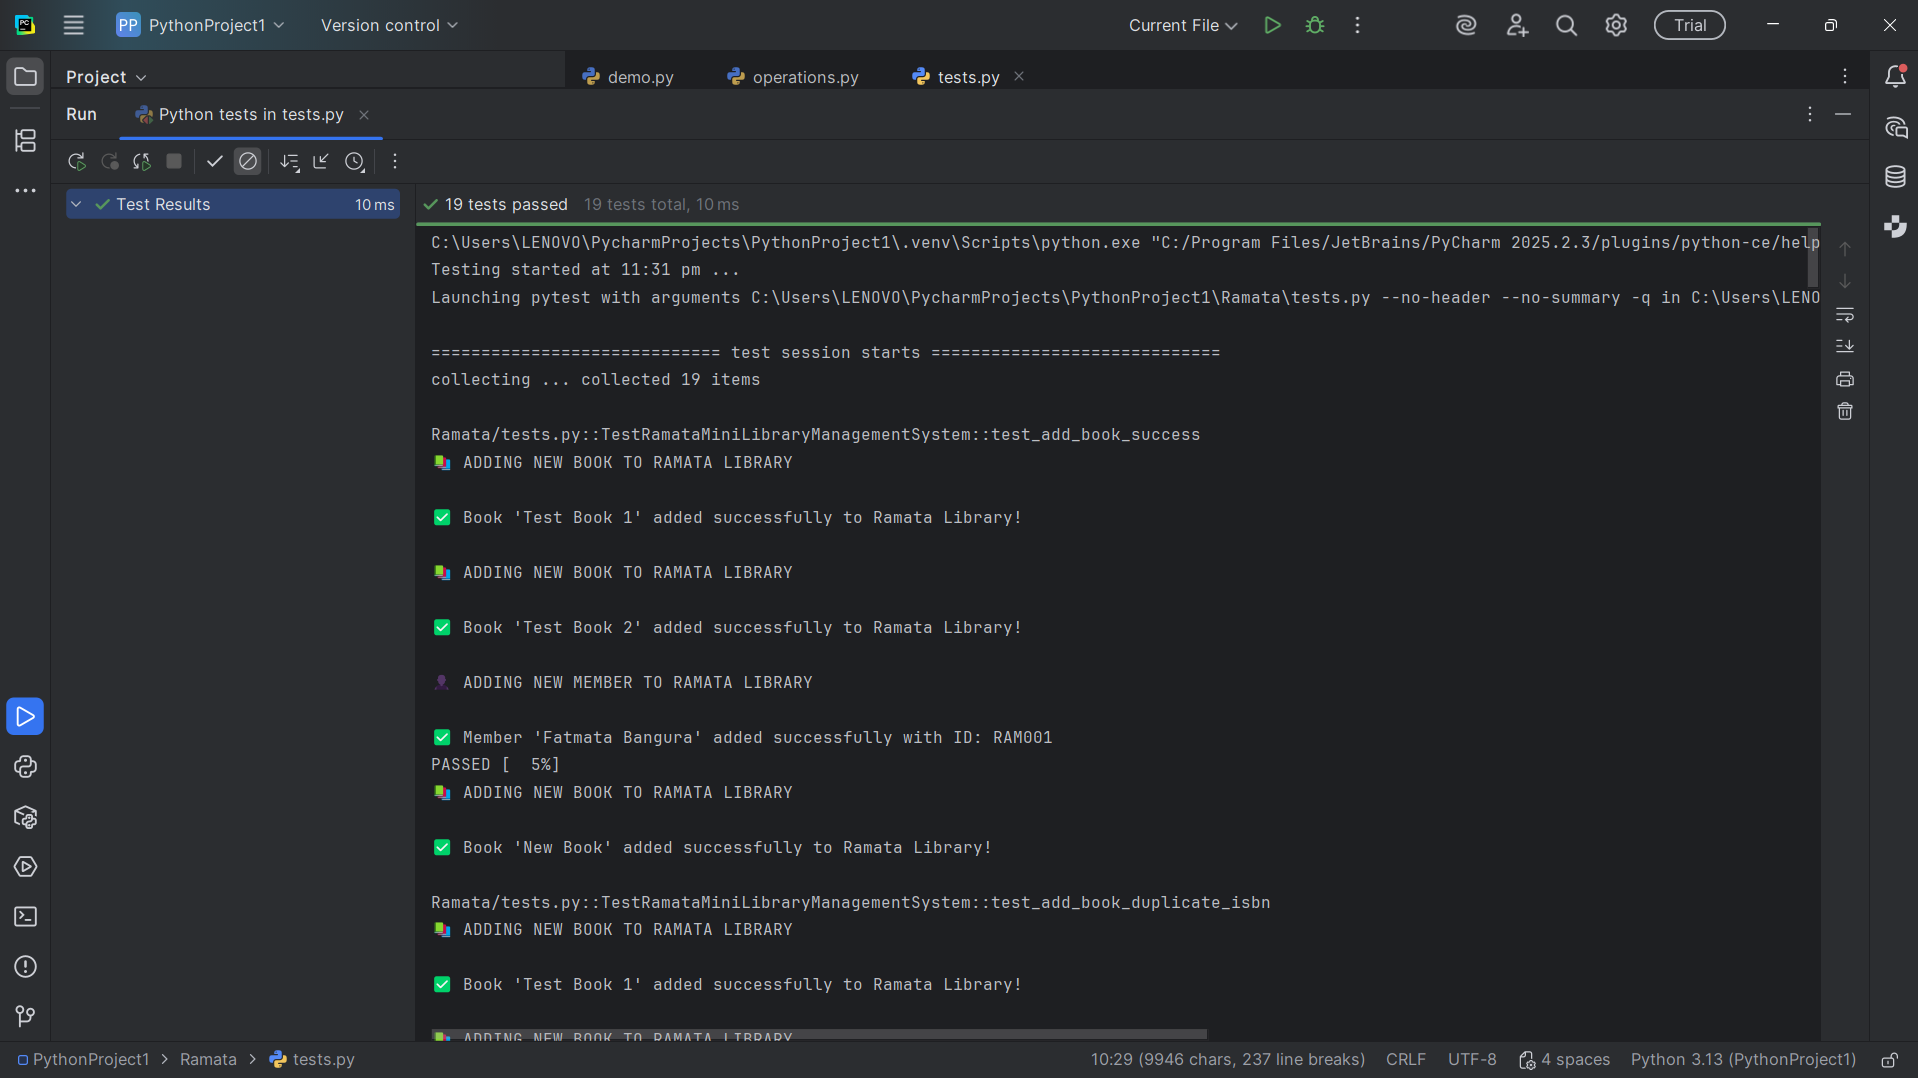 PP PythonProject1
Version control
Current File
Trial
Project
demo.py
operations.py
tests.py
Run
Python tests in tests.py
Test Results 10 ms
19 tests passed 19 tests total, 10 ms
C:\Users\LENOVO\PycharmProjects\PythonProject1\.venv\Scripts\python.exe "C:/Program Files/JetBrains/PyCharm 2025.2.3/plugins/python-ce/help
Testing started at 11:31 pm ...
Launching pytest with arguments C:\Users\LENOVO\PycharmProjects\PythonProject1\Ramata\tests.py --no-header --no-summary -q in C:\Users\LENO
============================= test session starts =============================
collecting ... collected 19 items
Ramata/tests.py::TestRamataMiniLibraryManagementSystem::test_add_book_success
📚 ADDING NEW BOOK TO RAMATA LIBRARY
✅ Book 'Test Book 1' added successfully to Ramata Library!
📚 ADDING NEW BOOK TO RAMATA LIBRARY
✅ Book 'Test Book 2' added successfully to Ramata Library!
👤 ADDING NEW MEMBER TO RAMATA LIBRARY
✅ Member 'Fatmata Bangura' added successfully with ID: RAM001
PASSED [  5%]
📚 ADDING NEW BOOK TO RAMATA LIBRARY
✅ Book 'New Book' added successfully to Ramata Library!
Ramata/tests.py::TestRamataMiniLibraryManagementSystem::test_add_book_duplicate_isbn
📚 ADDING NEW BOOK TO RAMATA LIBRARY
✅ Book 'Test Book 1' added successfully to Ramata Library!
📚 ADDING NEW BOOK TO RAMATA LIBRARY
PythonProject1 > Ramata > tests.py
10:29 (9946 chars, 237 line breaks) CRLF UTF-8 4 spaces Python 3.13 (PythonProject1)